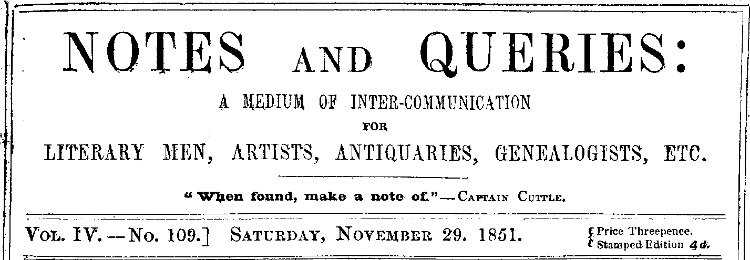 NOTES AND QUERIES:
A MEDIUM OF INTER-COMMUNICATION
FOR
LITERARY MEN, ARTISTS, ANTIQUARIES, GENEALOGISTS, ETC.
"When found, make a note of."—CAPTAIN CUTTLE.
VOL. IV.—No. 109.] SATURDAY, NOVEMBER 29. 1851. { Price Threepence.
{ Stamped Edition 4d.